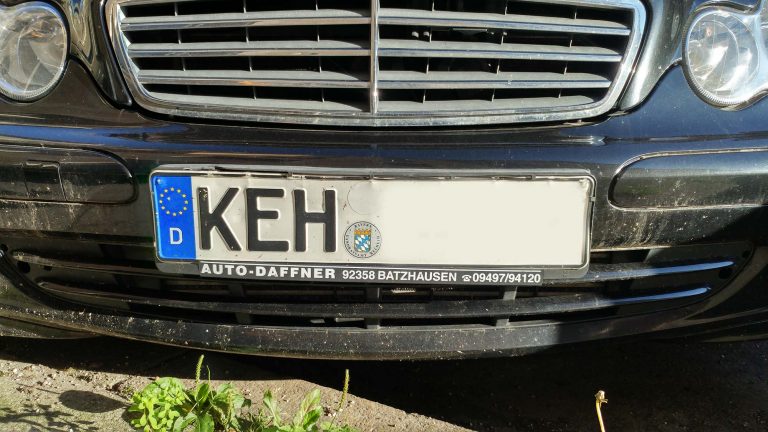 D KEH
AUTO-DAFFNER 92358 BATZHAUSEN ☎09497/94120